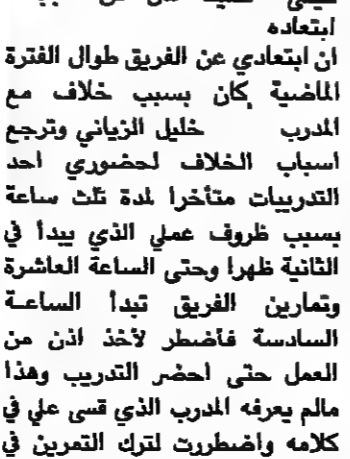 ابتعاده
ان ابتعادي عن الفريق طوال الفترة
الماضية كان بسبب خلاف مع
المدرب خليل الزياني وترجع
اسباب الخلاف لحضوري احد
التدريبات متأخرا لمدة ثلث ساعة
بسبب ظروف عملي الذي يبدأ في
الثانية ظهرا وحتى الساعة العاشرة
وتمارين الفريق تبدأ الساعة
السادسة فأضطر لأخذ اذن من
العمل حتى احضر التدريب وهذا
مالم يعرفه المدرب الذي قسى علي في
كلامه واضطررت لترك التمرين في